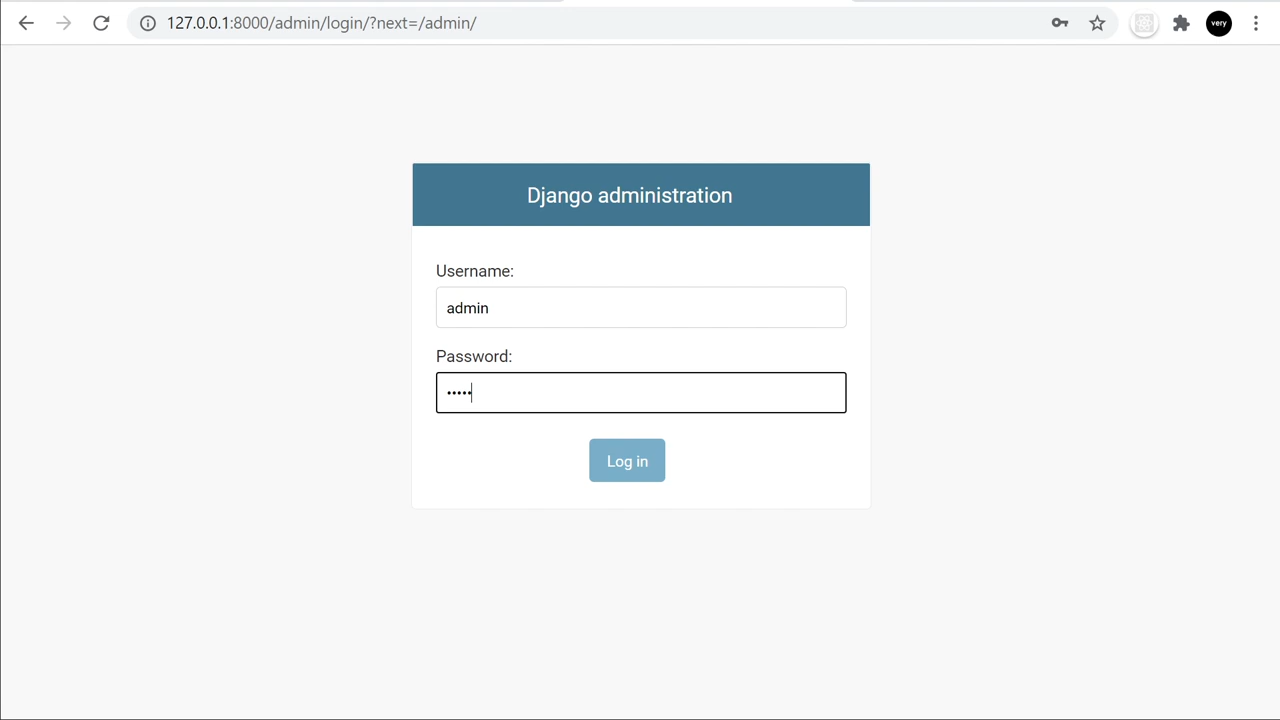 127.0.0.1:8000/admin/login/?next=/admin/
very
Django administration
Username:
admin
Password:
•••••
Log in